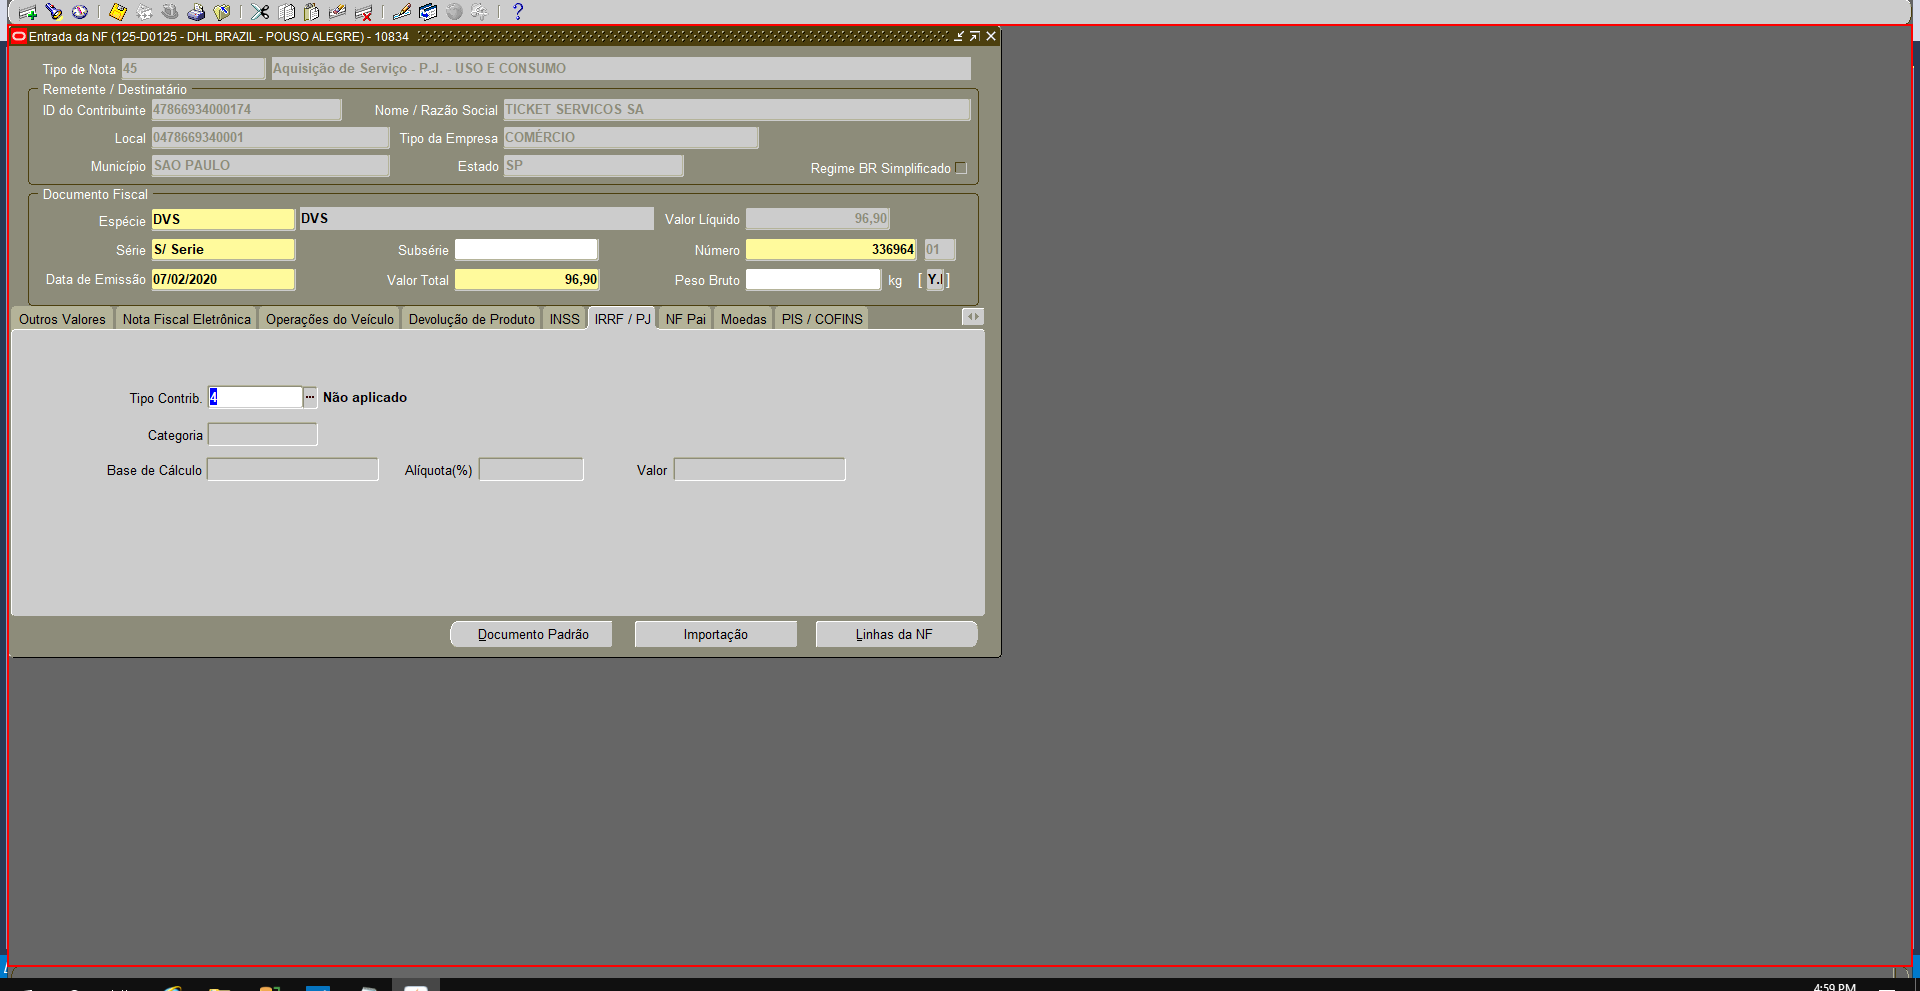 Entrada da NF (125-D0125 - DHL BRAZIL - POUSO ALEGRE) - 10834
Tipo de Nota 45 Aquisição de Serviço - P.J. - USO E CONSUMO
Remetente / Destinatário
ID do Contribuinte 47866934000174 Nome / Razão Social TICKET SERVICOS SA
Local 0478669340001 Tipo da Empresa COMÉRCIO
Município SAO PAULO Estado SP Regime BR Simplificado
Documento Fiscal
Espécie DVS DVS Valor Líquido 96,90
Série S/ Serie Subsérie Número 336964 01
Data de Emissão 07/02/2020 Valor Total 96,90 Peso Bruto kg [ Y. ]
Outros Valores Nota Fiscal Eletrônica Operações do Veículo Devolução de Produto INSS IRRF / PJ NF Pai Moedas PIS / COFINS
Tipo Contrib. 4 ... Não aplicado
Categoria
Base de Cálculo Alíquota(%) Valor
Documento Padrão Importação Linhas da NF
4:59 PM